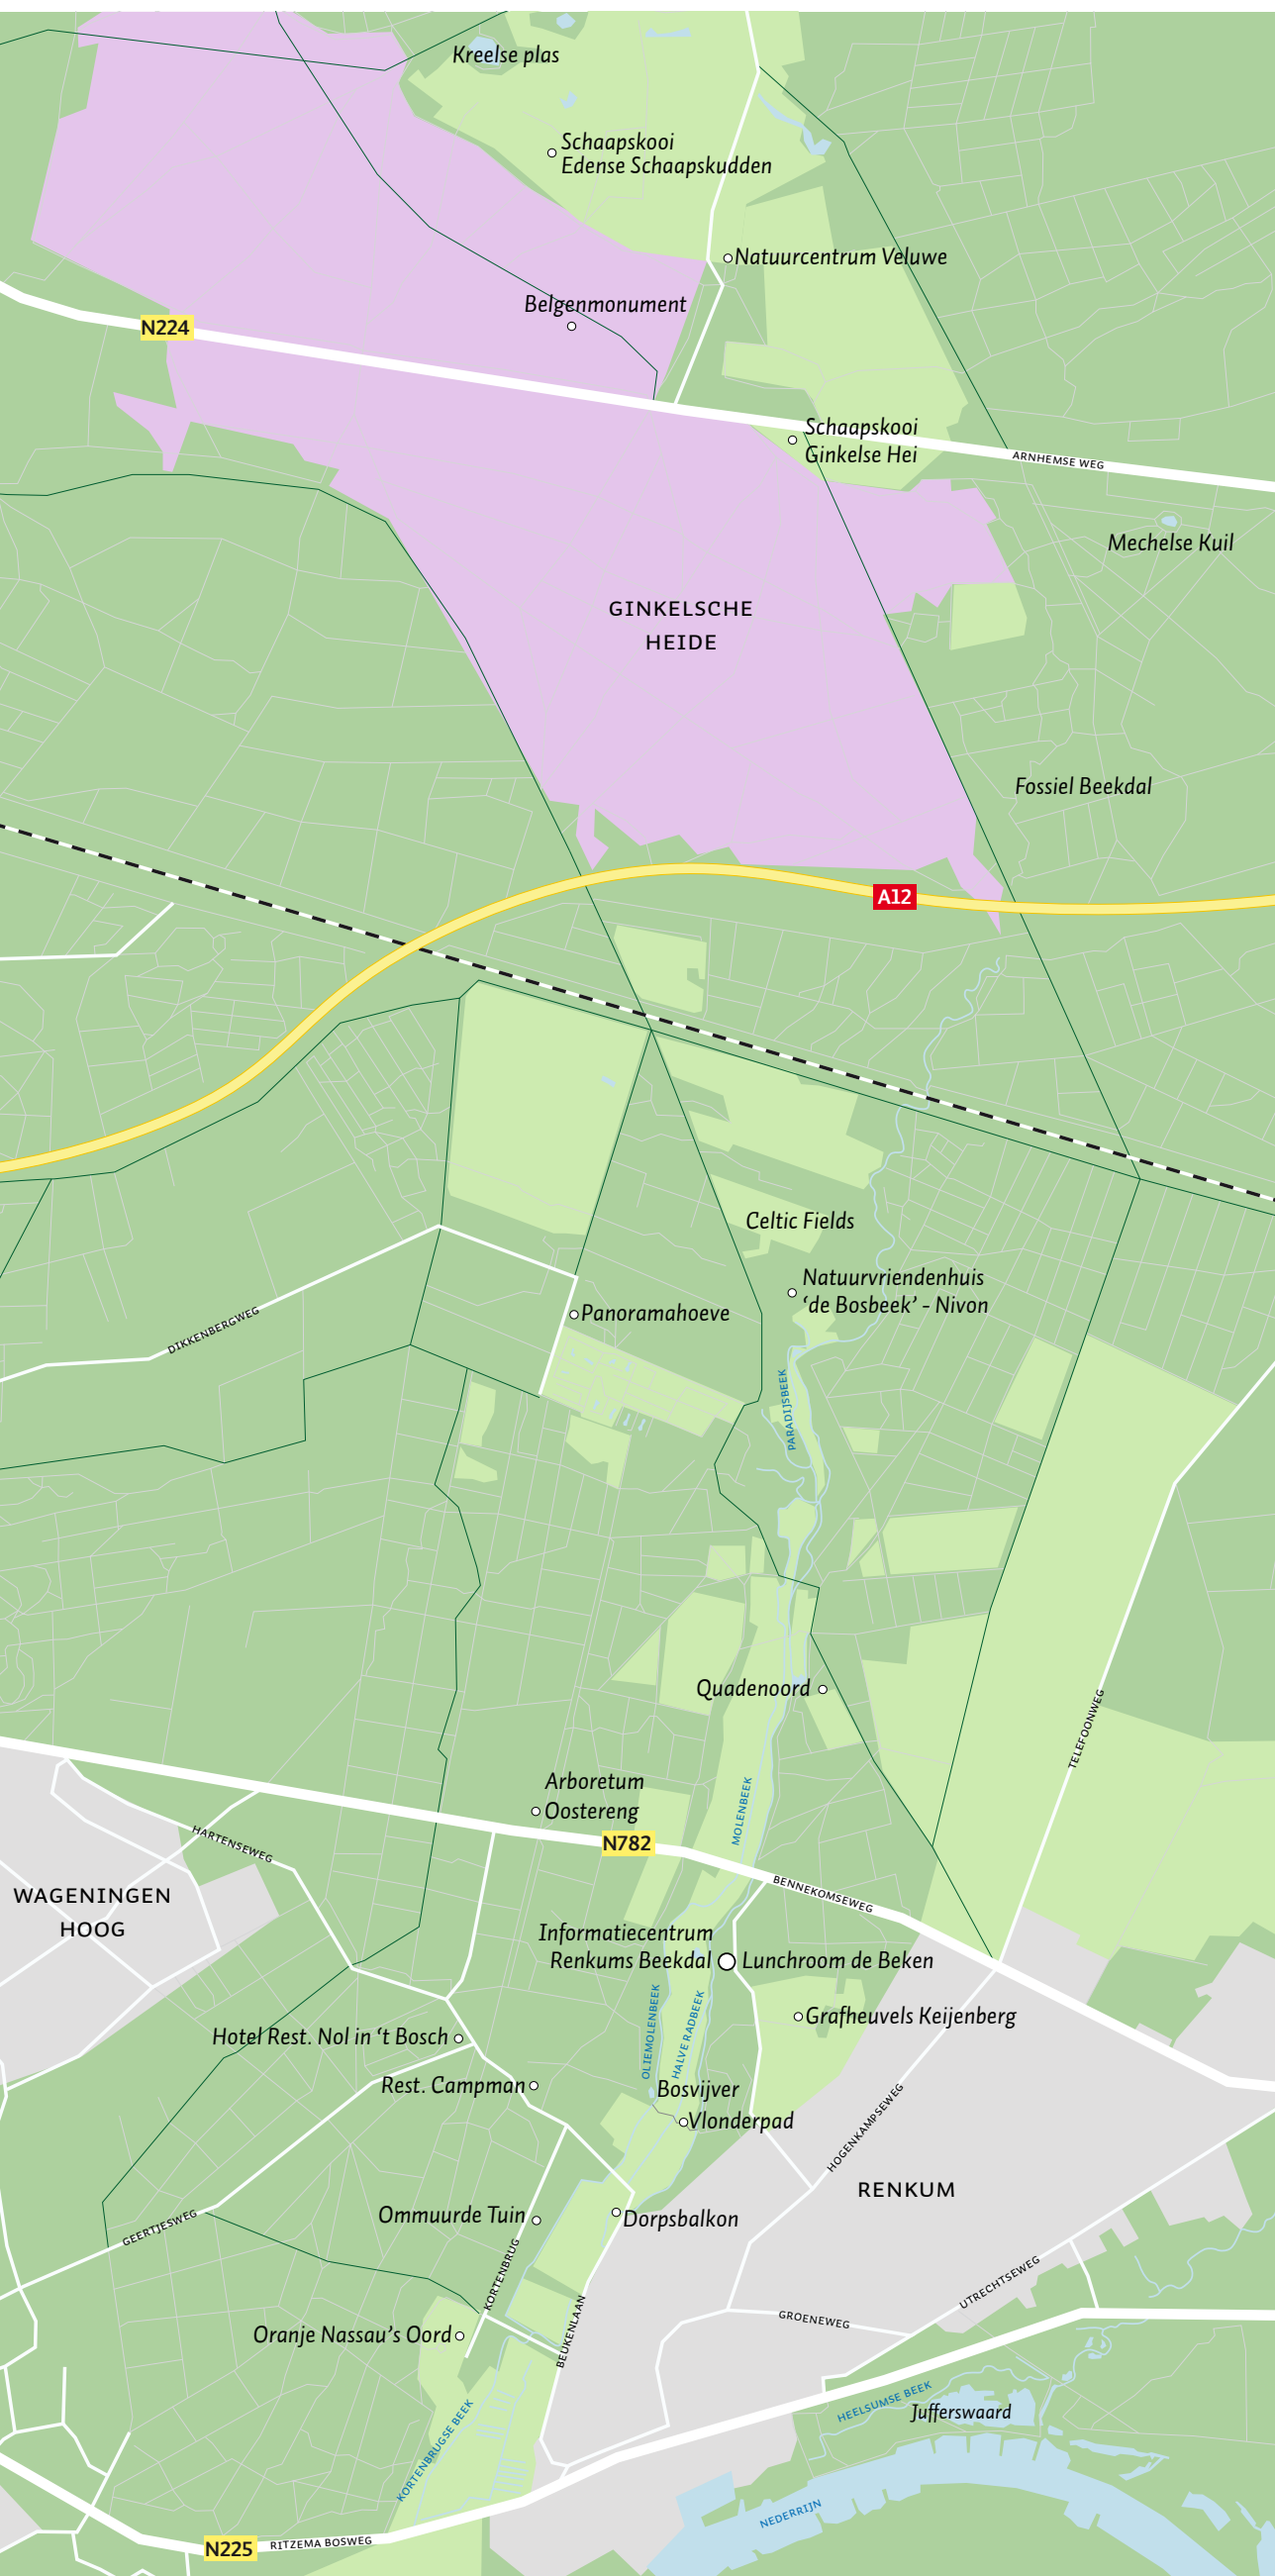 Kreelse plas
Schaapskooi
Edense Schaapskudden
Natuurcentrum Veluwe
Belgenmonument
N224
Schaapskooi
Ginkelse Hei
ARNHEMSE WEG
Mechelse Kuil
GINKELSCHE
HEIDE
Fossiel Beekdal
A12
Celtic Fields
Natuurvriendenhuis
‘de Bosbeek’ - Nivon
Panoramahoeve
DIKKENBERGWEG
PARADIJSBEEK
Quadenoord
TELEFOONWEG
Arboretum
Oostereng
MOLENBEEK
N782
HARTENSEWEG
BENNEKOMSEWEG
WAGENINGEN
HOOG
Informatiecentrum
Renkums Beekdal
Lunchroom de Beken
Grafheuvels Keijenberg
OLIEMOLENBEEK
HALVERADBEEK
Hotel Rest. Nol in ‘t Bosch
Rest. Campman
Bosvijver
Vlonderpad
HOGENKAMPSEWEG
RENKUM
Ommuurde Tuin
Dorpsbalkon
GEERTJESWEG
KORTENBRUG
UTRECHTSEWEG
GROENEWEG
BEUKENLAAN
Oranje Nassau’s Oord
HEELSUMSE BEEK
Jufferswaard
KORTENBRUGSE BEEK
NEDERRIJN
N225
RITZEMA BOSWEG